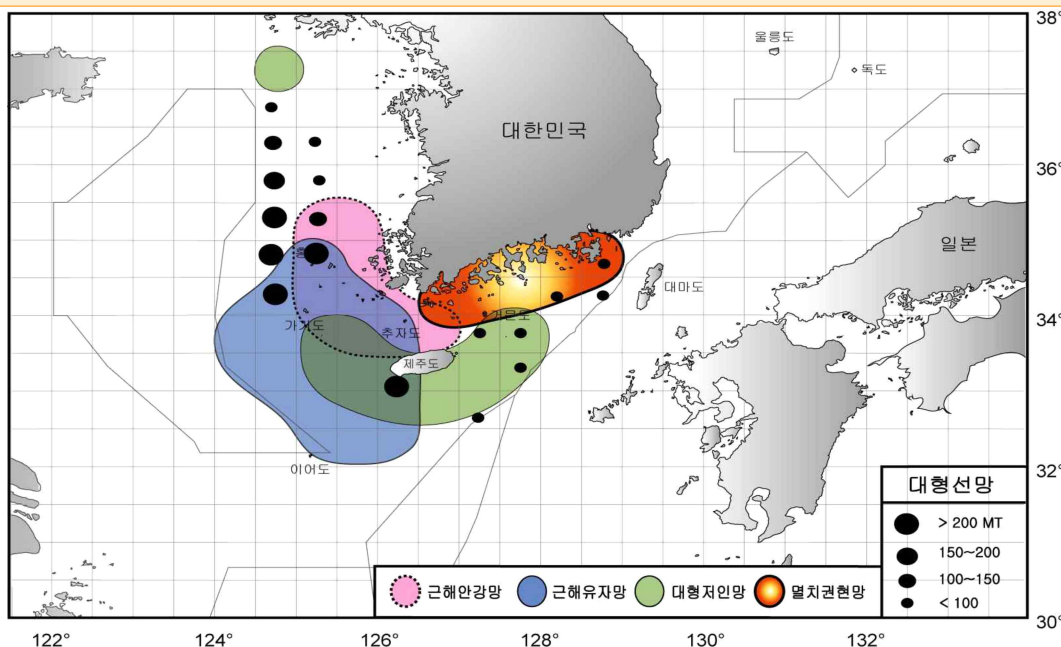 38°
울릉도
독도
대한민국
36°
일본
대마도
가거도
추자도
거문도
34°
제주도
이어도
32°
대형선망
> 200 MT
150~200
100~150
< 100
근해안강망
근해유자망
대형저인망
멸치권현망
30°
122°
124°
126°
128°
130°
132°